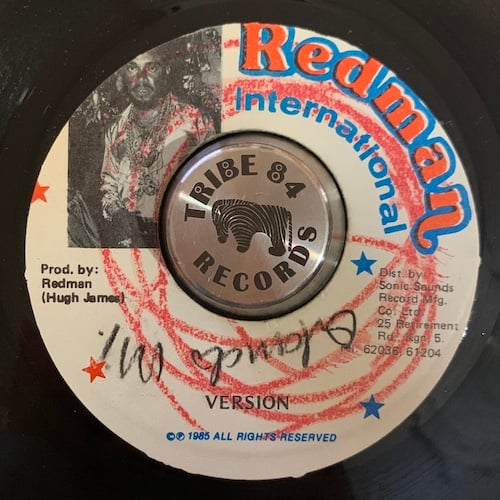 Redman
International
TRIBE 84
RECORDS
Prod. by:
Redman
(Hugh James)
Dist. by
Sonic Sounds
Record Mfg.
Co. Ltd.
25 Retirement
Rd., Kgn. 5.
Tel: 62036, 61204
VERSION
©℗ 1985 ALL RIGHTS RESERVED